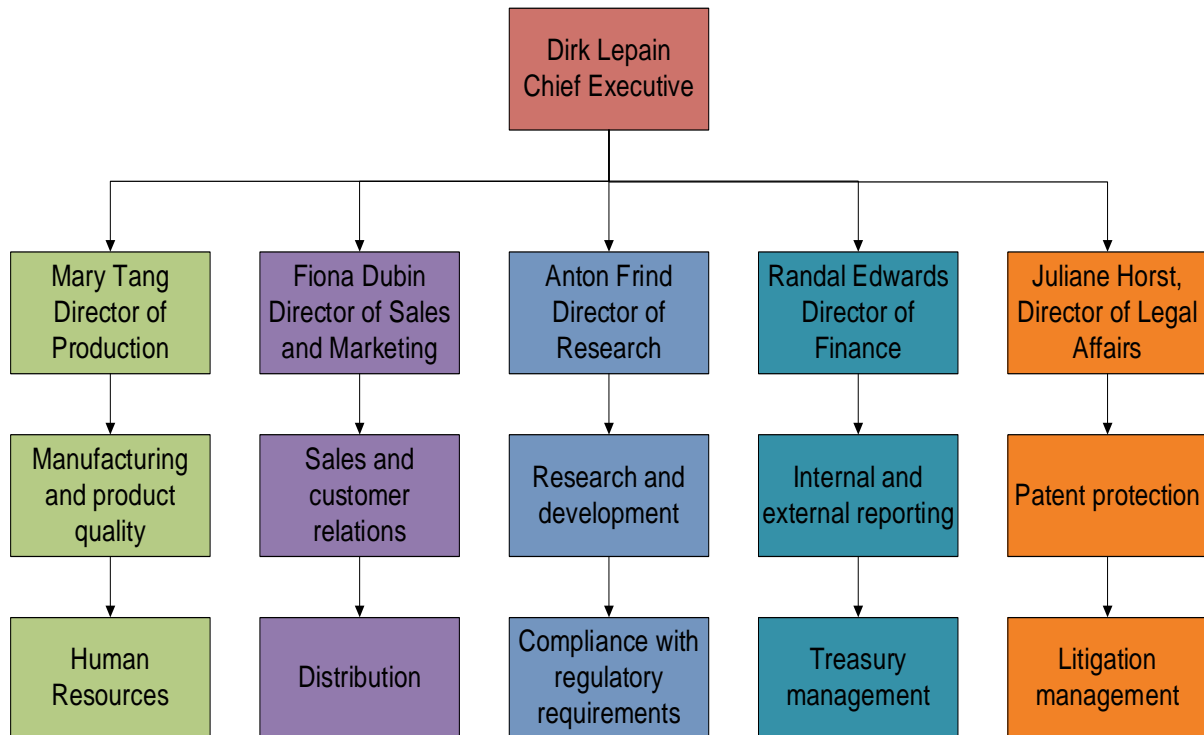 Dirk Lepain
Chief Executive
Mary Tang
Director of
Production
Fiona Dubin
Director of Sales
and Marketing
Anton Frind
Director of
Research
Randal Edwards
Director of
Finance
Juliane Horst,
Director of Legal
Affairs
Manufacturing
and product
quality
Sales and
customer
relations
Research and
development
Internal and
external reporting
Patent protection
Human
Resources
Distribution
Compliance with
regulatory
requirements
Treasury
management
Litigation
management